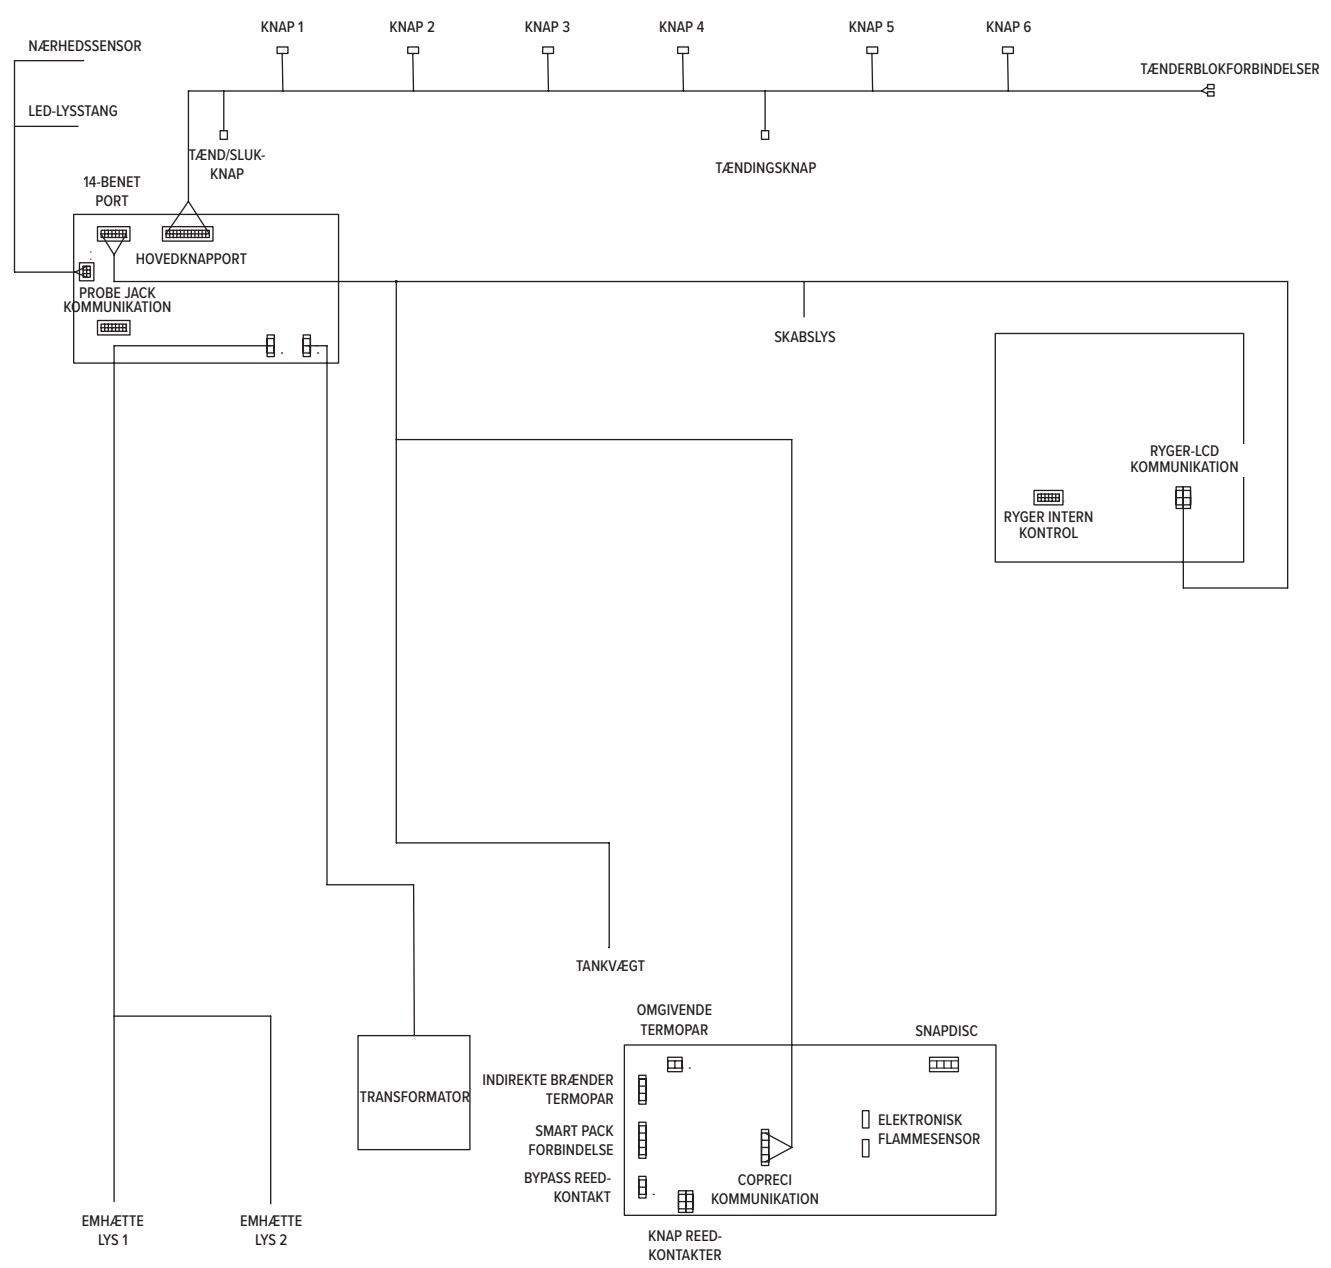 KNAP 1
KNAP 2
KNAP 3
KNAP 4
KNAP 5
KNAP 6
NÆRHEDSSENSOR
TÆNDERBLOKFORBINDELSER
LED-LYSSTANG
TÆND/SLUK-
KNAP
TÆNDINGSKNAP
14-BENET
PORT
HOVEDKNAPPORT
PROBE JACK
KOMMUNIKATION
SKABSLYS
RYGER-LCD
KOMMUNIKATION
RYGER INTERN
KONTROL
TANKVÆGT
OMGIVENDE
TERMOPAR
SNAPDISC
INDIREKTE BRÆNDER
TERMOPAR
TRANSFORMATOR
SMART PACK
FORBINDELSE
ELEKTRONISK
FLAMMESENSOR
BYPASS REED-
KONTAKT
COPRECI
KOMMUNIKATION
KNAP REED-
KONTAKTER
EMHÆTTE
LYS 1
EMHÆTTE
LYS 2